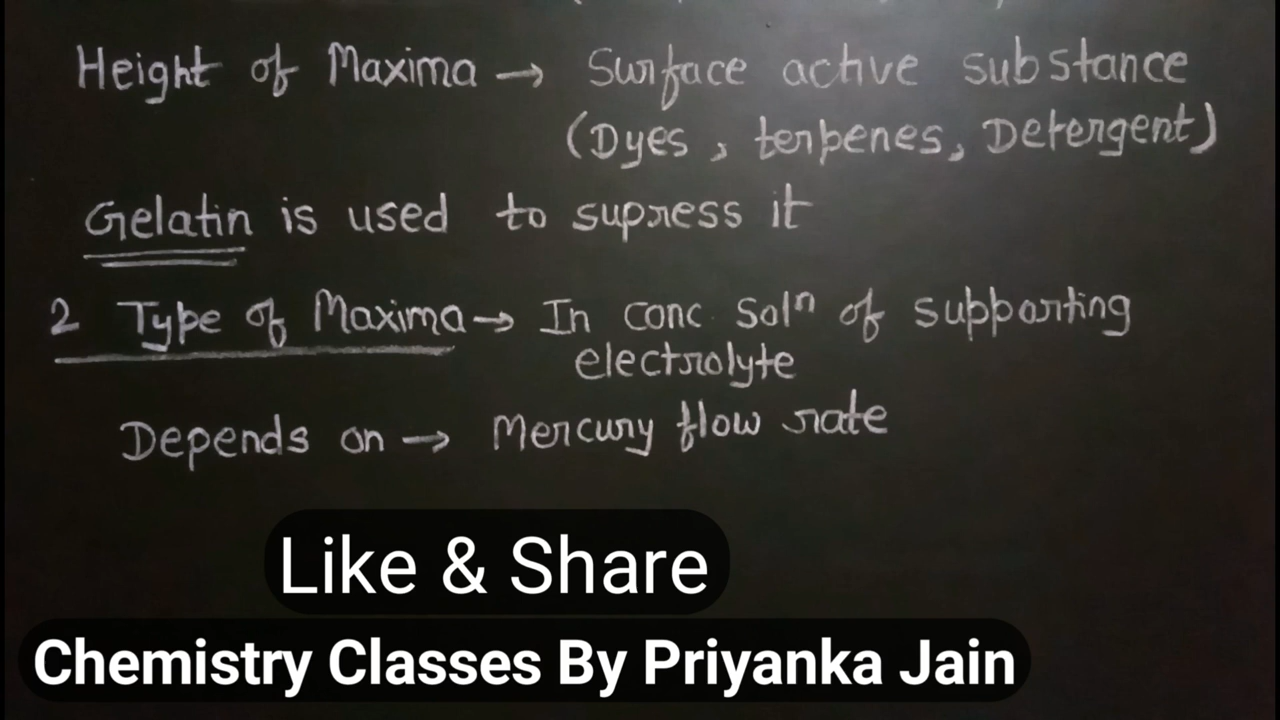 Height of Maxima → Surface active substance
(Dyes, terpenes, Detergent)
Gelatin is used to supress it
2 Type of Maxima → In conc. Solⁿ of supporting
electrolyte
Depends on → Mercury flow rate
Like & Share
Chemistry Classes By Priyanka Jain